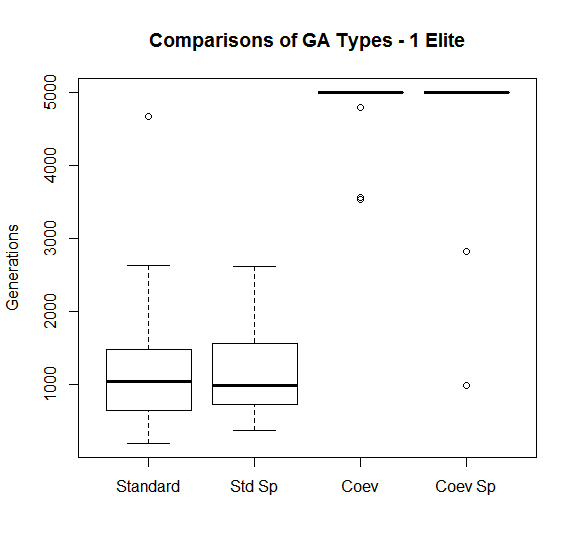 Comparisons of GA Types - 1 Elite
Generations
5000
4000
3000
2000
1000
Standard
Std Sp
Coev
Coev Sp